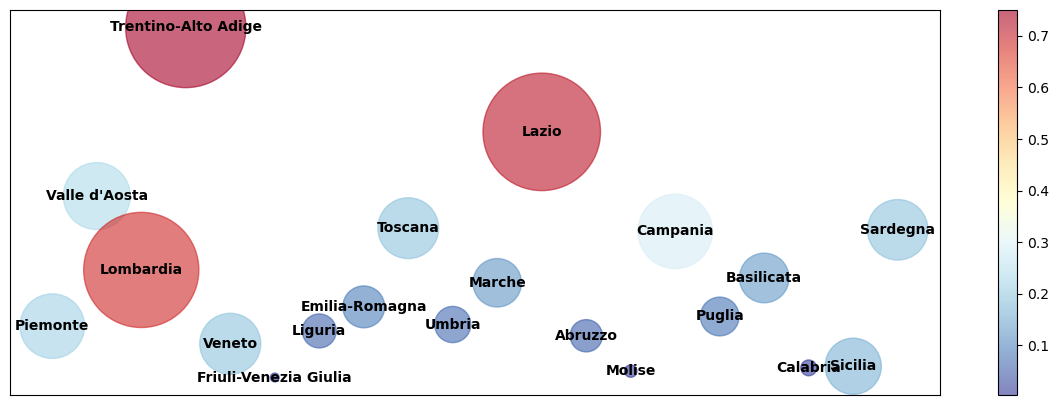 Trentino-Alto Adige
Lazio
Valle d'Aosta
Toscana
Campania
Sardegna
Lombardia
Marche
Basilicata
Emilia-Romagna
Piemonte
Liguria
Umbria
Puglia
Veneto
Abruzzo
Friuli-Venezia Giulia
Molise
Calabria
Sicilia
0.7
0.6
0.5
0.4
0.3
0.2
0.1